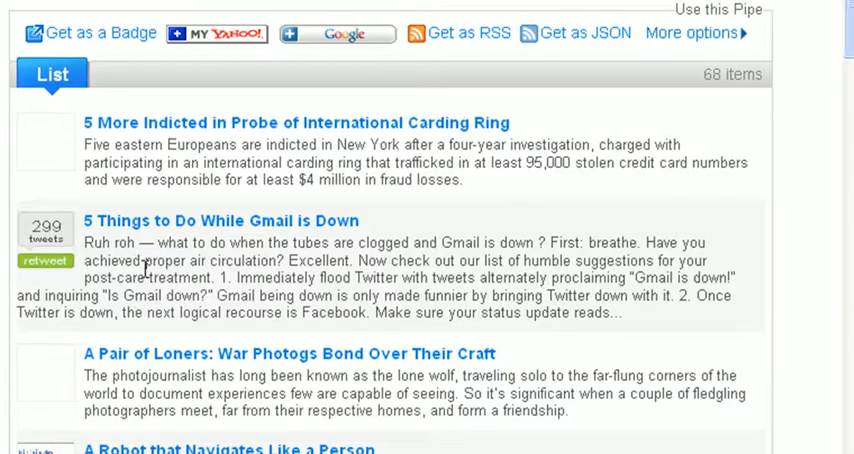 Use this Pipe
Get as a Badge MY YAHOO! Google Get as RSS Get as JSON More options
List 68 items
5 More Indicted in Probe of International Carding Ring
Five eastern Europeans are indicted in New York after a four-year investigation, charged with
participating in an international carding ring that trafficked in at least 95,000 stolen credit card numbers
and were responsible for at least $4 million in fraud losses.
299
tweets
retweet
5 Things to Do While Gmail is Down
Ruh roh — what to do when the tubes are clogged and Gmail is down ? First: breathe. Have you
achieved proper air circulation? Excellent. Now check out our list of humble suggestions for your
post-care treatment. 1. Immediately flood Twitter with tweets alternately proclaiming "Gmail is down!"
and inquiring "Is Gmail down?" Gmail being down is only made funnier by bringing Twitter down with it. 2. Once
Twitter is down, the next logical recourse is Facebook. Make sure your status update reads...
A Pair of Loners: War Photogs Bond Over Their Craft
The photojournalist has long been known as the lone wolf, traveling solo to the far-flung corners of the
world to document experiences few are capable of seeing. So it's significant when a couple of fledgling
photographers meet, far from their respective homes, and form a friendship.
A Robot that Navigates Like a Person